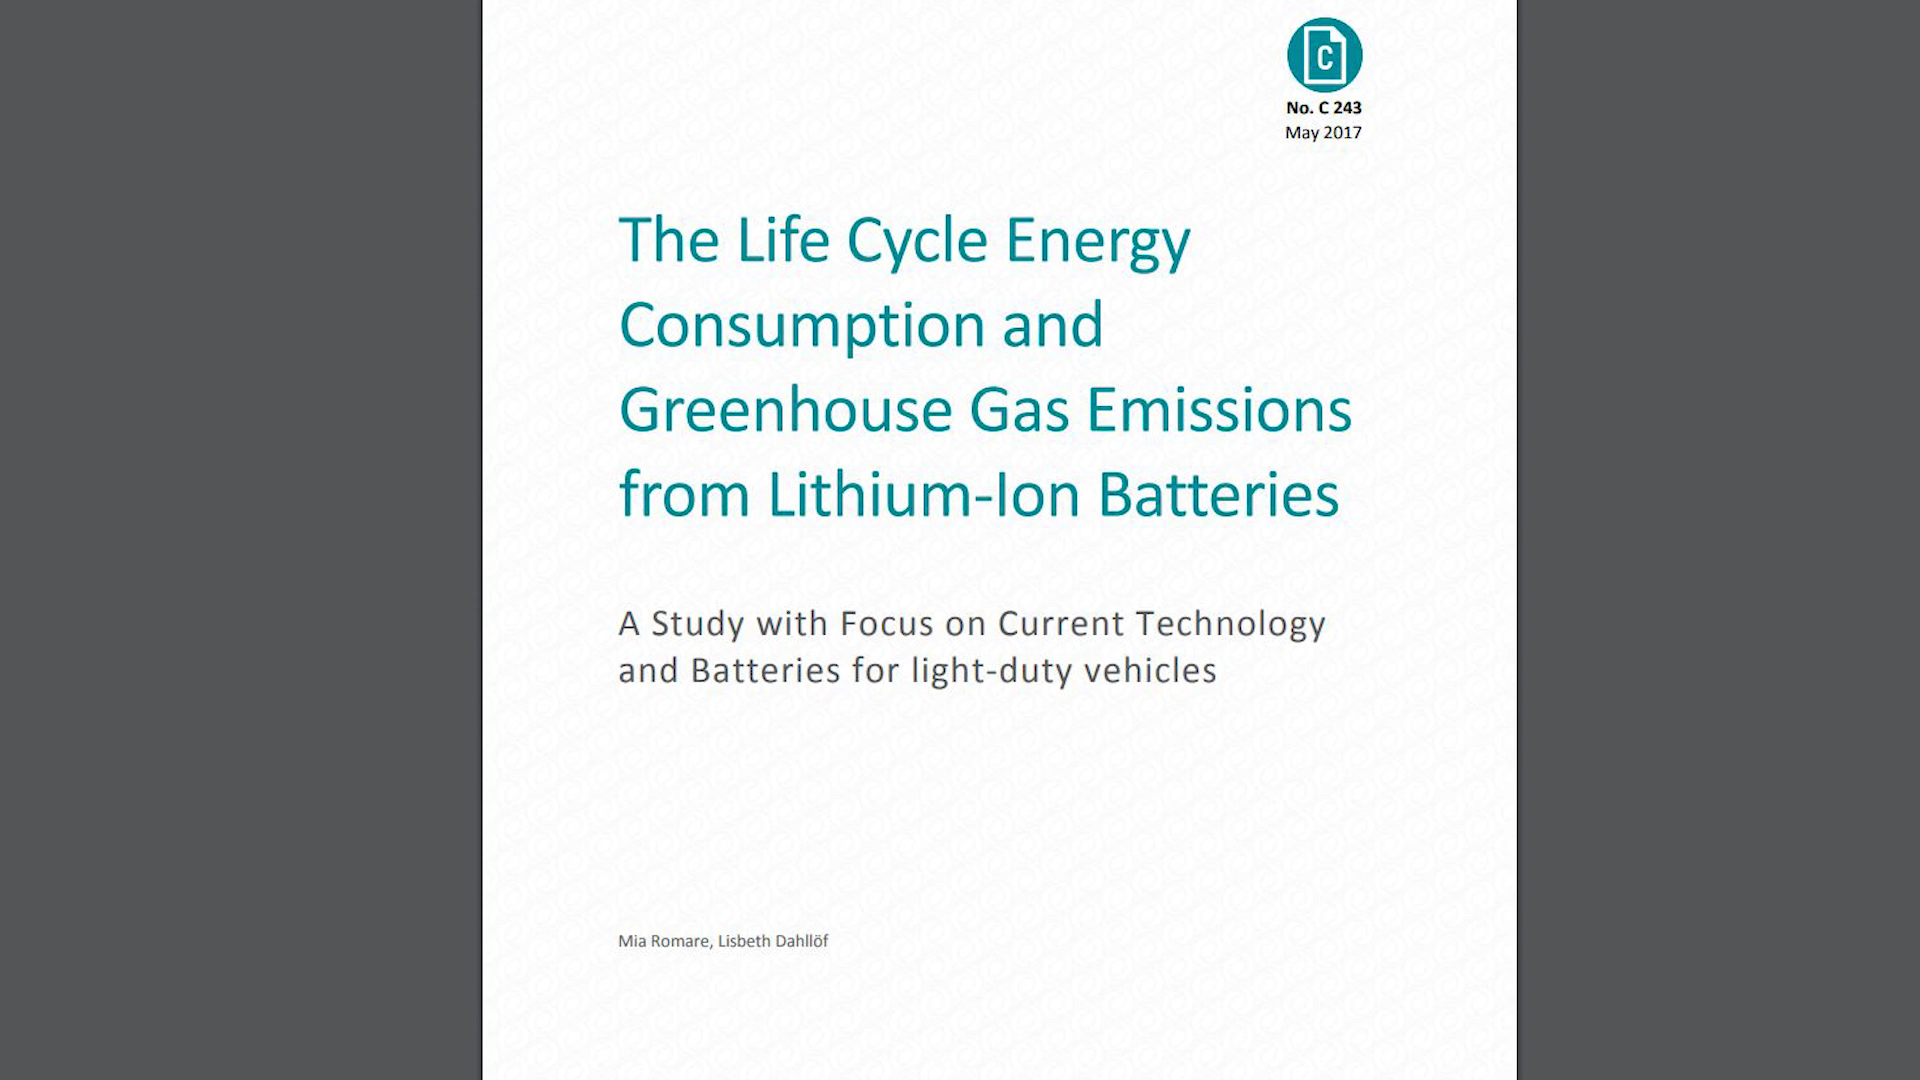 C
No. C 243
May 2017
The Life Cycle Energy
Consumption and
Greenhouse Gas Emissions
from Lithium-Ion Batteries
A Study with Focus on Current Technology
and Batteries for light-duty vehicles
Mia Romare, Lisbeth Dahllöf